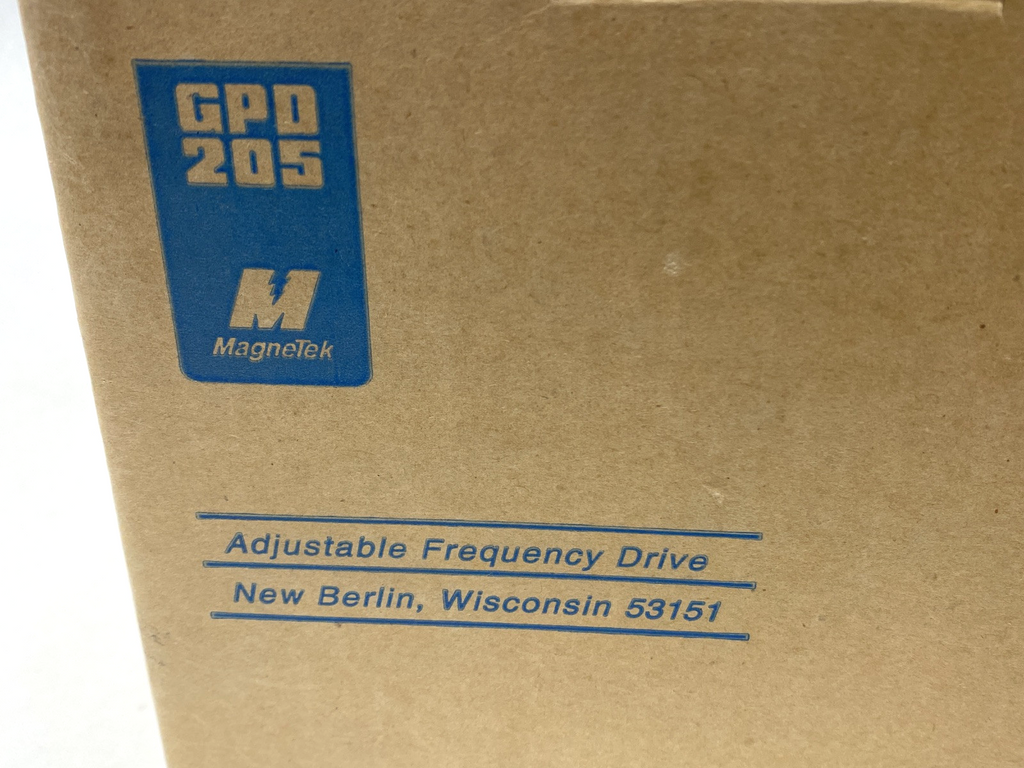 GPD
205
M
MagneTek
Adjustable Frequency Drive
New Berlin, Wisconsin 53151